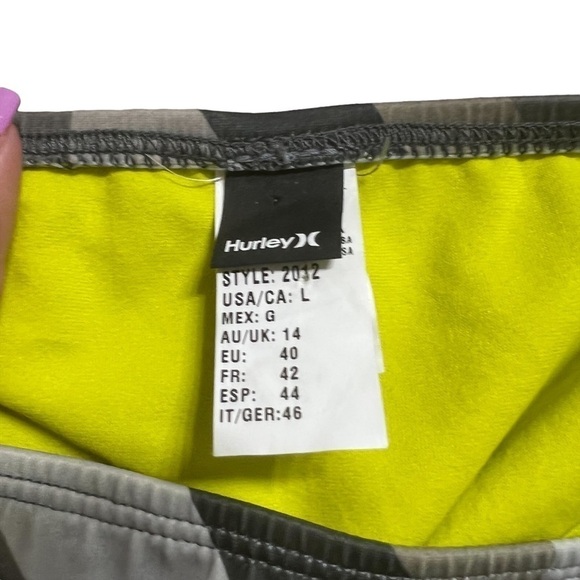 Hurley
STYLE: 2012
USA/CA: L
MEX: G
AU/UK: 14
EU: 40
FR: 42
ESP: 44
IT/GER:46